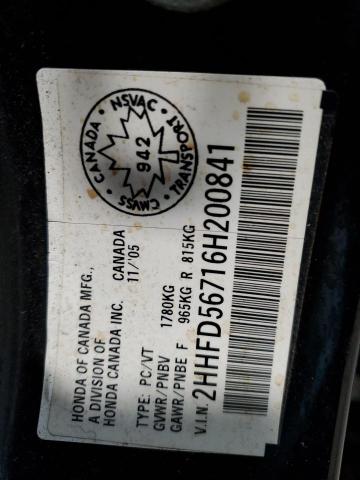 HONDA OF CANADA MFG.,
A DIVISION OF
HONDA CANADA INC. CANADA
11/'05
TYPE: PC/VT
GVWR/PNBV 1780KG
GAWR/PNBE F 965KG R 815KG
V.I.N. 2HHFD56716H200841
CANADA · NSVAC · TRANSPORT · CMVSS
942